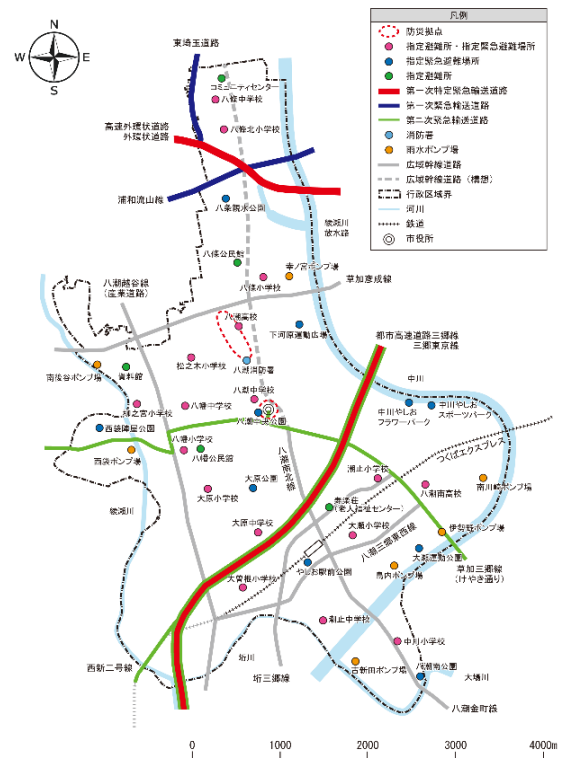 凡例
防災拠点
指定避難所・指定緊急避難場所
指定緊急避難場所
指定避難所
第一次特定緊急輸送道路
第一次緊急輸送道路
第二次緊急輸送道路
消防署
雨水ポンプ場
広域幹線道路
広域幹線道路（構想）
行政区域界
河川
鉄道
市役所
N
W
E
S
東埼玉道路
コミュニティセンター
八條中学校
高速外環状道路
外環状道路
八條北小学校
浦和流山線
八条親水公園
綾瀬川
放水路
八條公民館
幸ノ宮ポンプ場
八條小学校
八潮越谷線
（産業道路）
草加彦成線
八潮高校
下河原運動広場
都市高速道路三郷線
三郷東京線
松之木小学校
八潮消防署
南後谷ポンプ場
資料館
中川
八潮中学校
柳之宮小学校
八幡中学校
八潮中央公園
中川やしお
フラワーパーク
中川やしお
スポーツパーク
西袋陣屋公園
八幡小学校
八幡公民館
西袋ポンプ場
八潮南北線
つくばエクスプレス
潮止小学校
大原公園
八潮南高校
南川崎ポンプ場
大原小学校
寿楽荘
（老人福祉センター）
綾瀬川
大原中学校
大瀬小学校
伊勢野ポンプ場
八潮三郷東西線
大瀬運動公園
やしお駅前公園
馬内ポンプ場
草加三郷線
（けやき通り）
大曽根小学校
潮止中学校
中川小学校
西新二号線
垳川
垳三郷線
古新田ポンプ場
八潮南公園
大場川
八潮金町線
0
1000
2000
3000
4000m